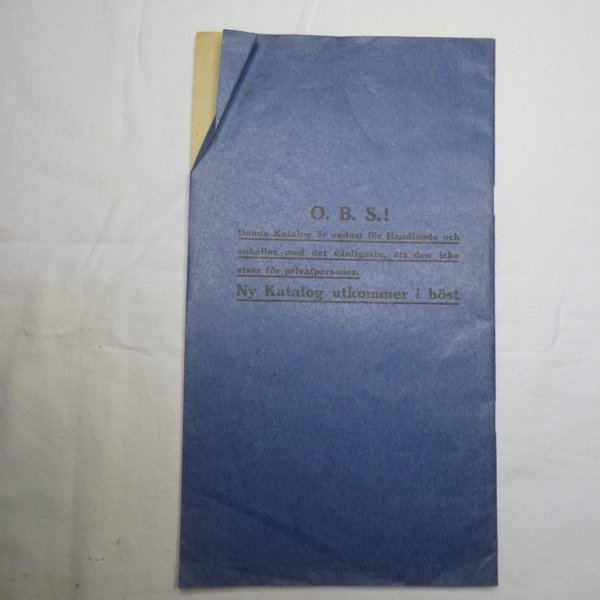 O. B. S.!
Denna Katalog är endast för Handlande och
anhålles med det vänligaste, att den icke
visas för privatpersoner.
Ny Katalog utkommer i höst